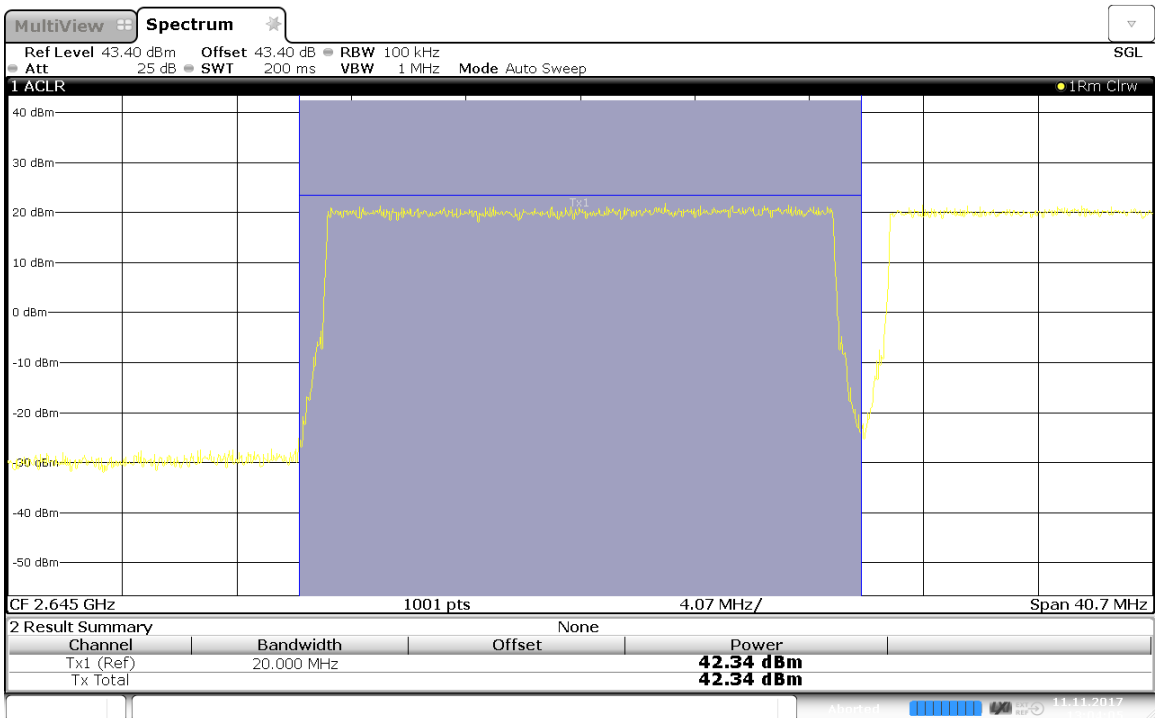 MultiView Spectrum
Ref Level 43.40 dBm Offset 43.40 dB RBW 100 kHz SGL
Att 25 dB SWT 200 ms VBW 1 MHz Mode Auto Sweep
1 ACLR 1Rm Clrw
40 dBm
30 dBm
Tx1
20 dBm
10 dBm
0 dBm
-10 dBm
-20 dBm
-30 dBm
-40 dBm
-50 dBm
CF 2.645 GHz 1001 pts 4.07 MHz/ Span 40.7 MHz
2 Result Summary None
Channel Bandwidth Offset Power
Tx1 (Ref) 20.000 MHz 42.34 dBm
Tx Total 42.34 dBm
Aborted 11.11.2017